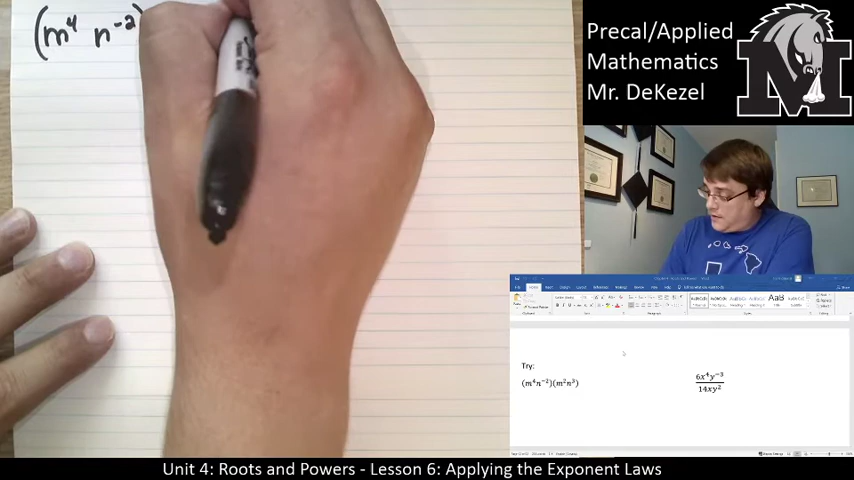 (m⁴ n⁻²)
Precal/Applied
Mathematics
Mr. DeKezel
M
Try:
(m⁴n⁻²)(m²n³)
6x⁴y⁻³
14xy²
Unit 4: Roots and Powers - Lesson 6: Applying the Exponent Laws